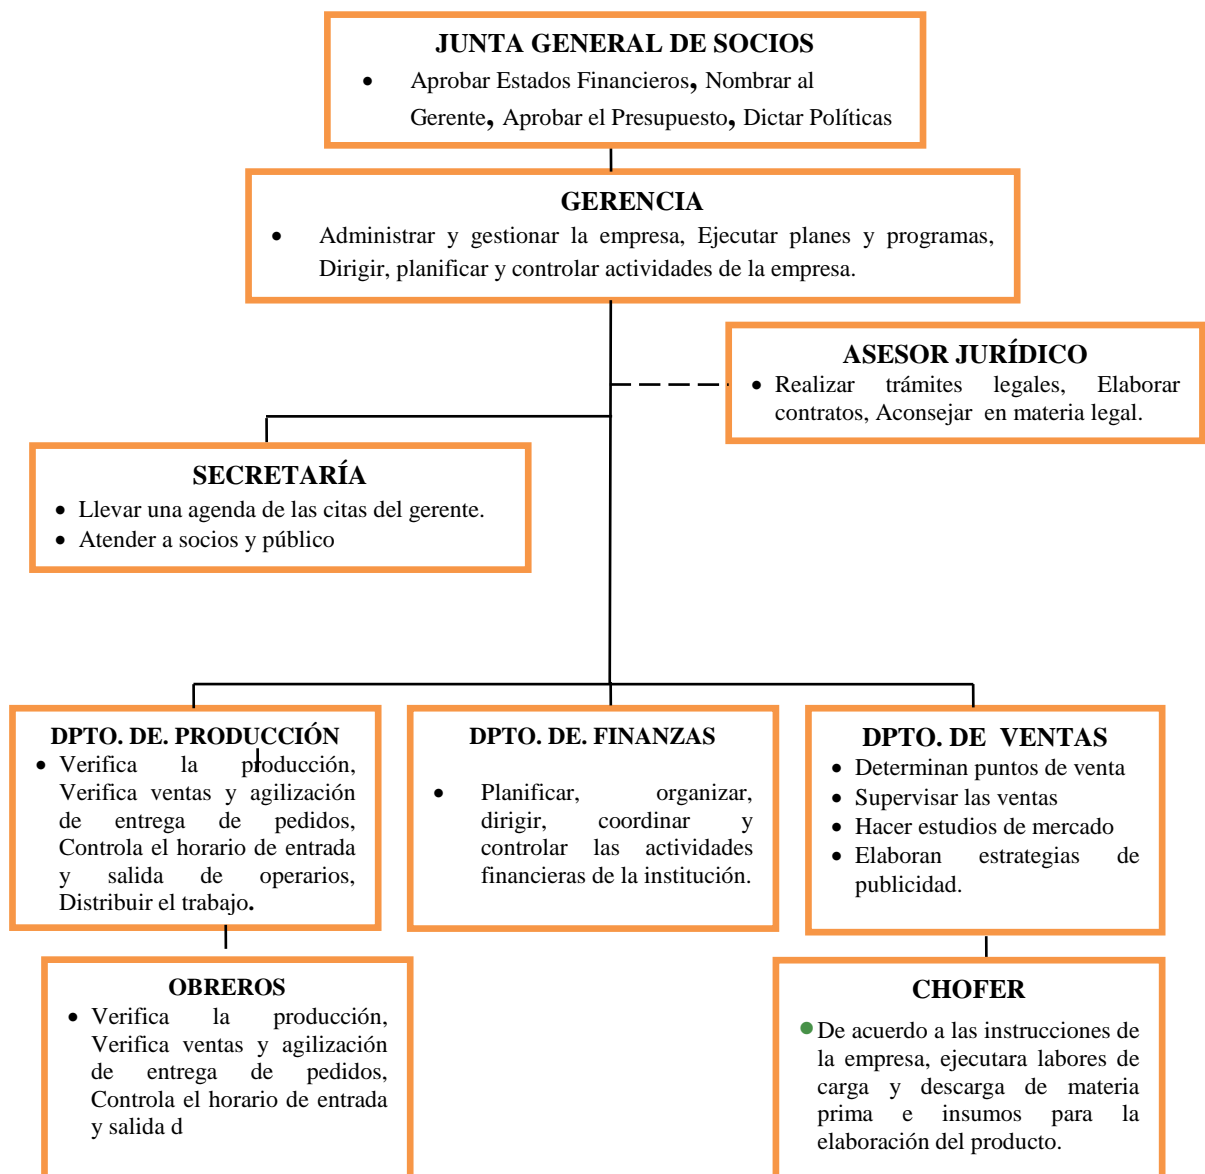 JUNTA GENERAL DE SOCIOS
• Aprobar Estados Financieros, Nombrar al
Gerente, Aprobar el Presupuesto, Dictar Políticas
GERENCIA
• Administrar y gestionar la empresa, Ejecutar planes y programas,
Dirigir, planificar y controlar actividades de la empresa.
ASESOR JURÍDICO
• Realizar trámites legales, Elaborar
contratos, Aconsejar en materia legal.
SECRETARÍA
• Llevar una agenda de las citas del gerente.
• Atender a socios y público
DPTO. DE. PRODUCCIÓN
• Verifica la producción,
Verifica ventas y agilización
de entrega de pedidos,
Controla el horario de entrada
y salida de operarios,
Distribuir el trabajo.
DPTO. DE. FINANZAS
• Planificar, organizar,
dirigir, coordinar y
controlar las actividades
financieras de la institución.
DPTO. DE VENTAS
• Determinan puntos de venta
• Supervisar las ventas
• Hacer estudios de mercado
• Elaboran estrategias de
publicidad.
OBREROS
• Verifica la producción,
Verifica ventas y agilización
de entrega de pedidos,
Controla el horario de entrada
y salida d
CHOFER
• De acuerdo a las instrucciones de
la empresa, ejecutara labores de
carga y descarga de materia
prima e insumos para la
elaboración del producto.